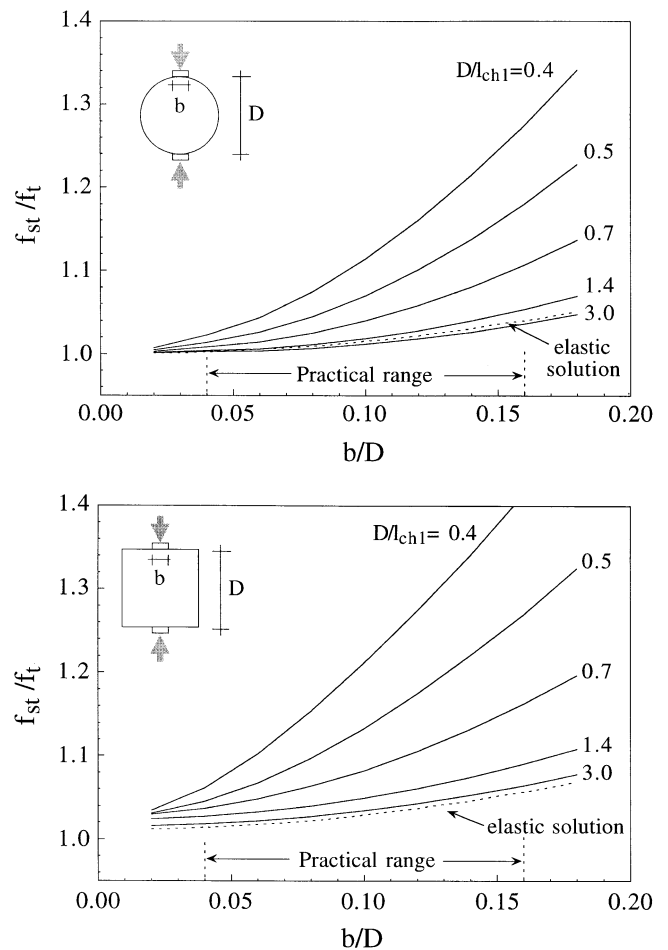 1.4
1.3
1.2
1.1
1.0
f_st /f_t
b
D
D/l_ch1=0.4
0.5
0.7
1.4
3.0
elastic
solution
Practical range
0.00
0.05
0.10
0.15
0.20
b/D
1.4
1.3
1.2
1.1
1.0
f_st /f_t
b
D
D/l_ch1= 0.4
0.5
0.7
1.4
3.0
elastic solution
Practical range
0.00
0.05
0.10
0.15
0.20
b/D